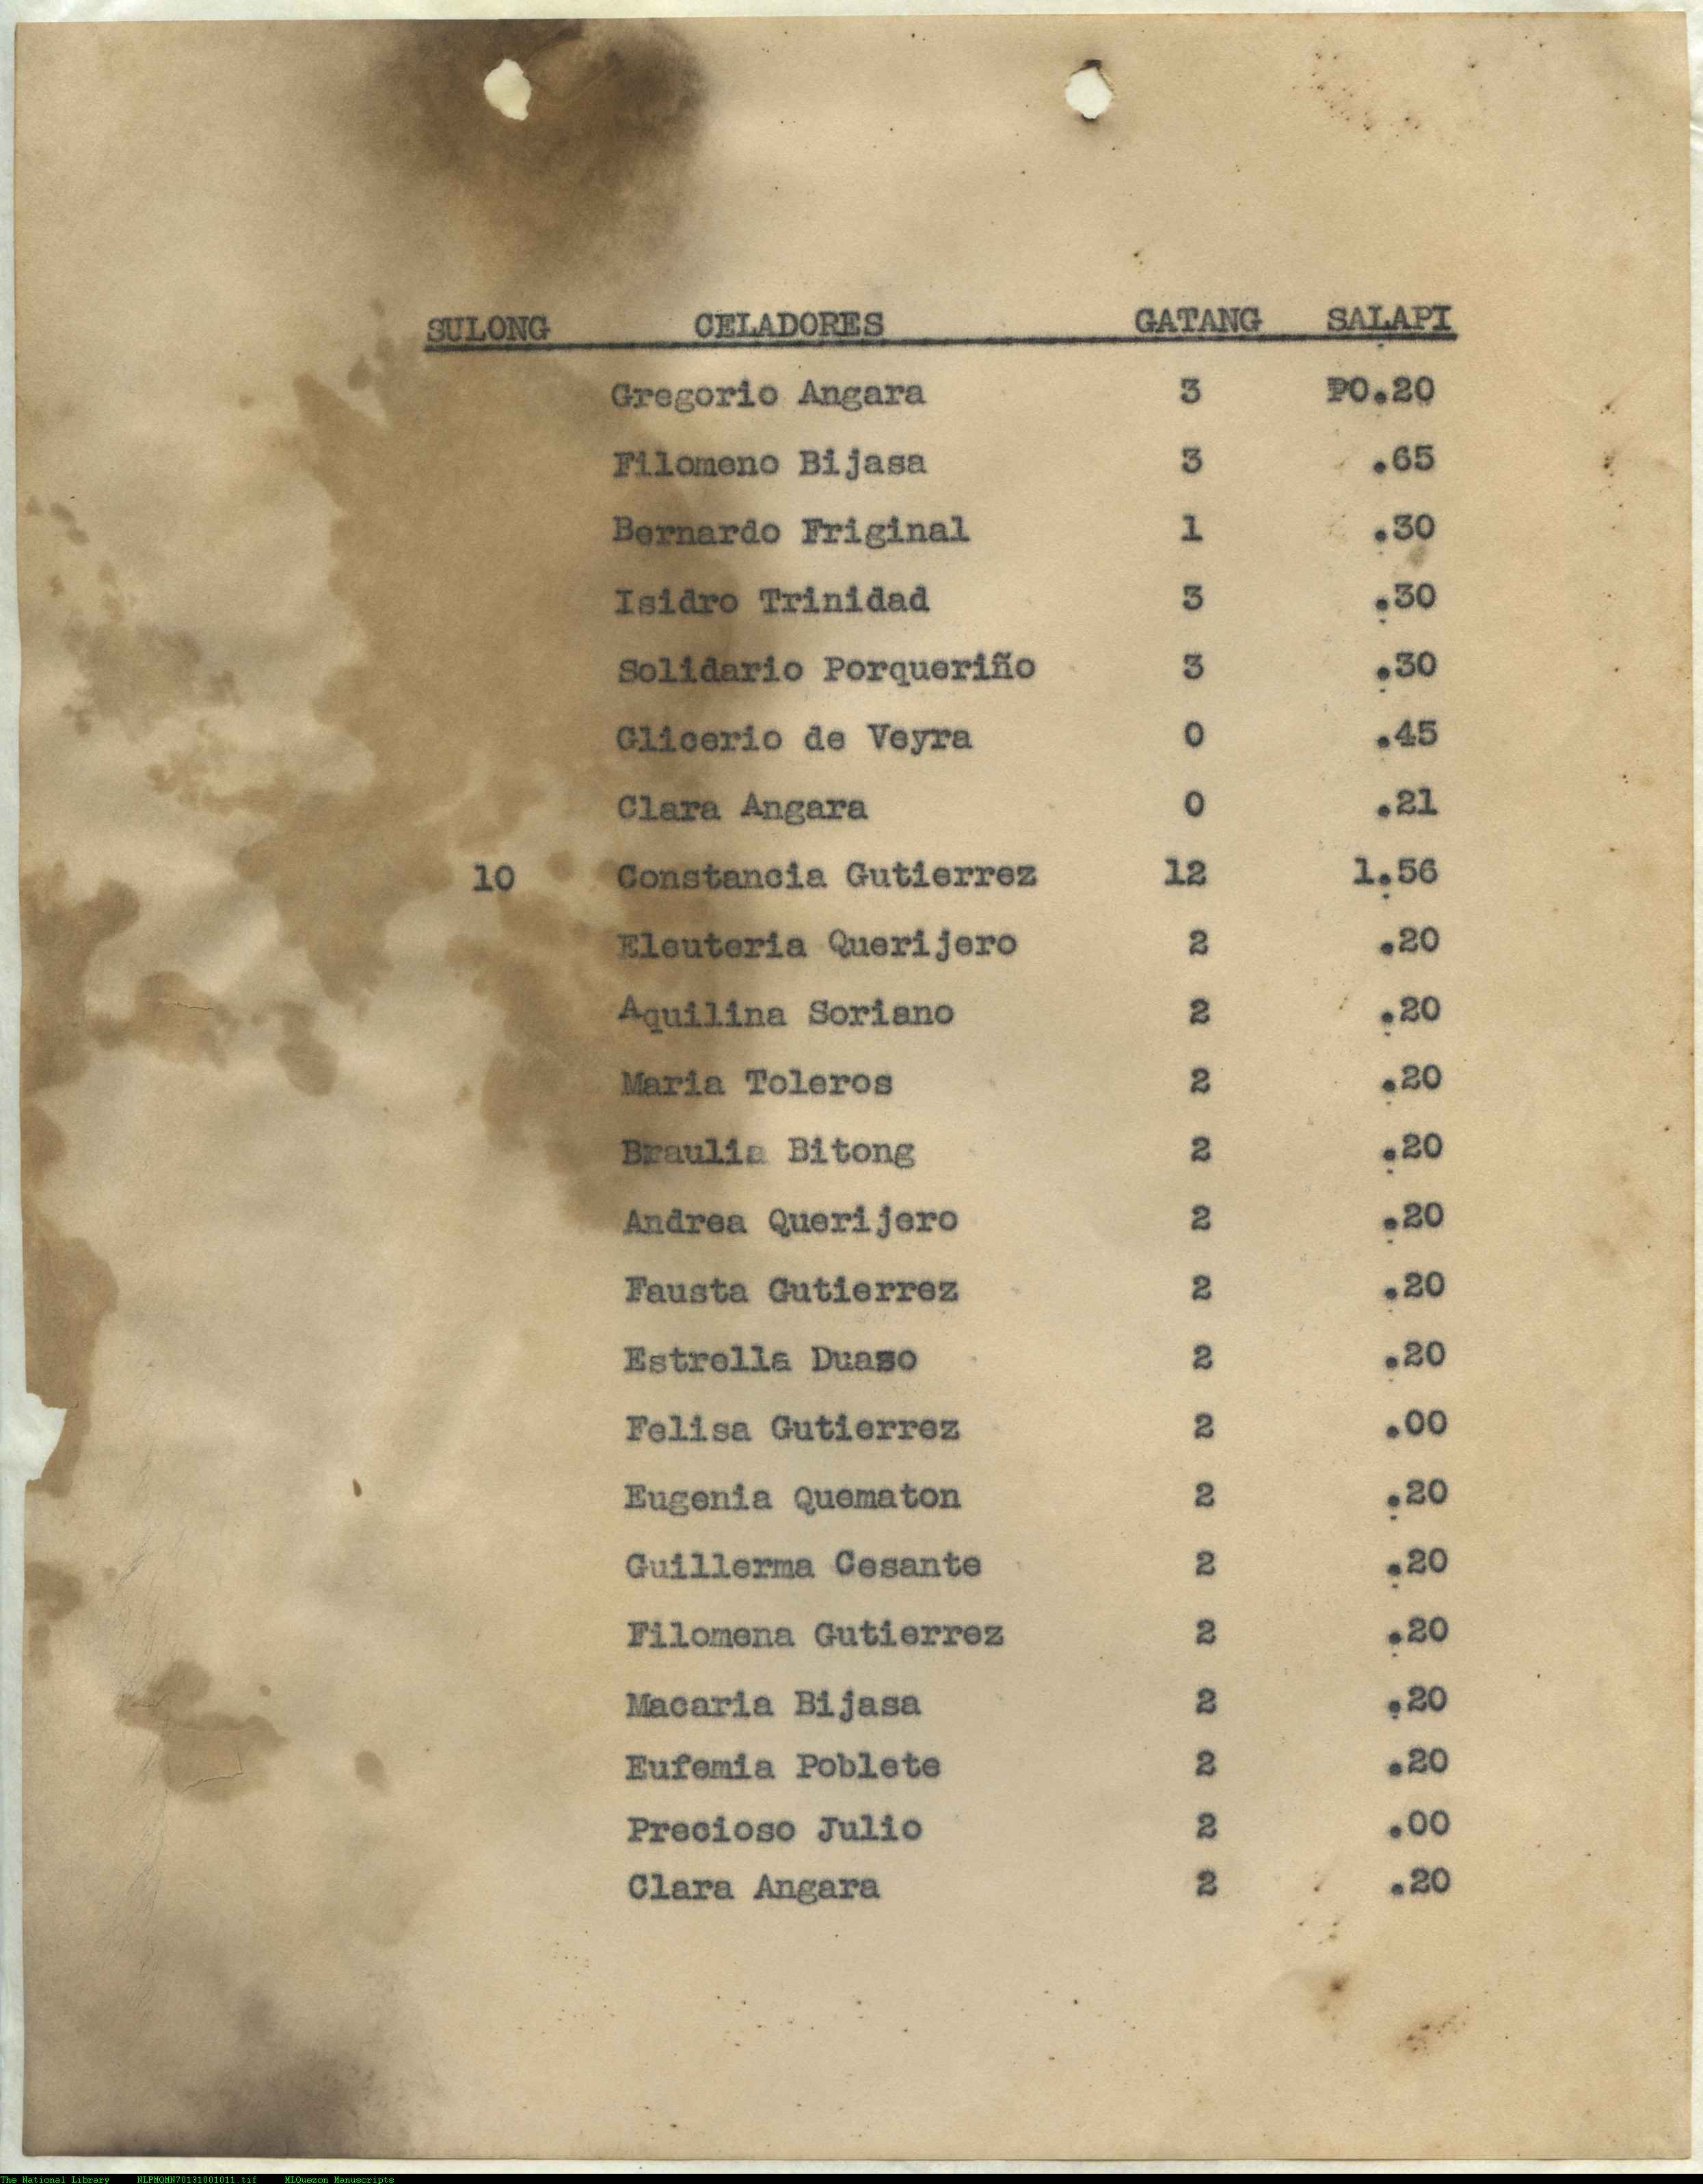 SULONG CELADORES GATANG SALAPI
Gregorio Angara 3 ₱0.20
Filomeno Bijasa 3 .65
Bernardo Friginal 1 .30
Isidro Trinidad 3 .30
Solidario Porqueriño 3 .30
Glicerio de Veyra 0 .45
Clara Angara 0 .21
10 Constancia Gutierrez 12 1.56
Eleuteria Querijero 2 .20
Aquilina Soriano 2 .20
Maria Toleros 2 .20
Braulia Bitong 2 .20
Andrea Querijero 2 .20
Fausta Gutierrez 2 .20
Estrella Duaso 2 .20
Felisa Gutierrez 2 .00
Eugenia Quematon 2 .20
Guillerma Cesante 2 .20
Filomena Gutierrez 2 .20
Macaria Bijasa 2 .20
Eufemia Poblete 2 .20
Precioso Julio 2 .00
Clara Angara 2 .20
The National Library NLPMQMN70131001011.tif MLQuezon Manuscripts